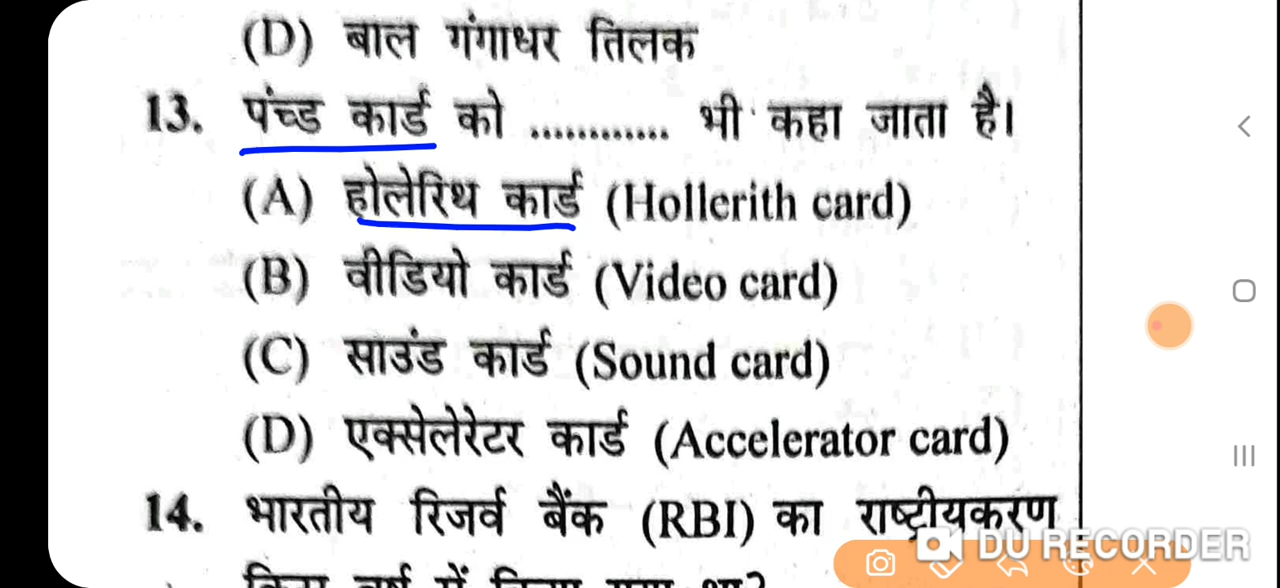 (D) बाल गंगाधर तिलक
13. पंच्ड कार्ड को ............ भी कहा जाता है।
(A) होलेरिथ कार्ड (Hollerith card)
(B) वीडियो कार्ड (Video card)
(C) साउंड कार्ड (Sound card)
(D) एक्सेलेरेटर कार्ड (Accelerator card)
14. भारतीय रिजर्व बैंक (RBI) का राष्ट्रीयकरण
DU RECORDER